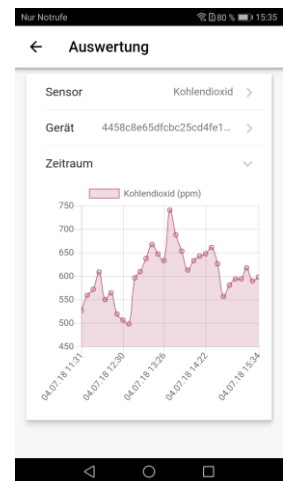 Nur Notrufe 80 % 15:35
Auswertung
Sensor Kohlendioxid
Gerät 4458c8e65dfcbc25cd4fe1...
Zeitraum
Kohlendioxid (ppm)
750
700
650
600
550
500
450
04.07.18 11:31
04.07.18 12:30
04.07.18 13:26
04.07.18 14:22
04.07.18 15:34